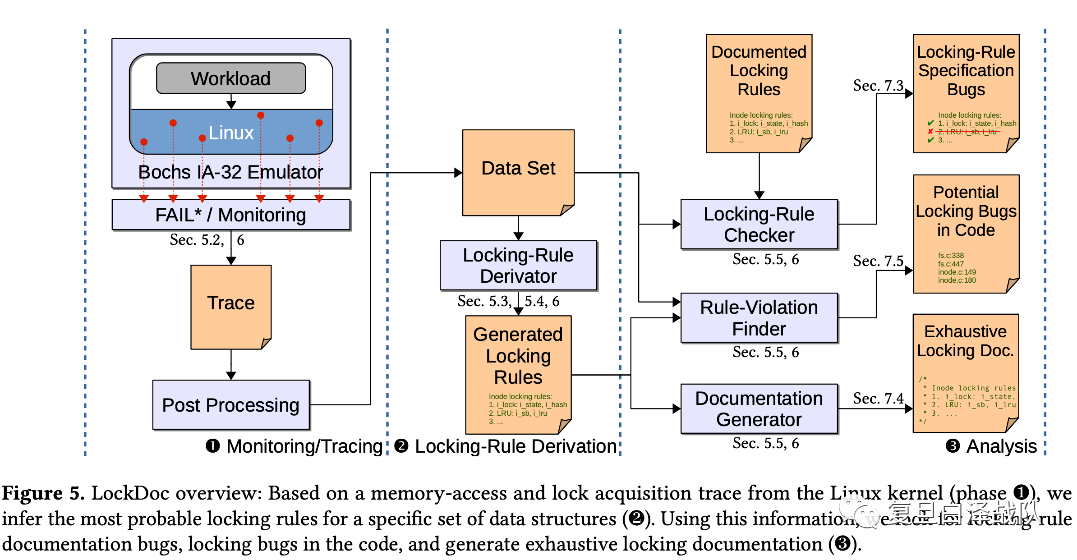 Workload
Linux
Bochs IA-32 Emulator
FAIL* / Monitoring
Sec. 5.2, 6
Trace
Post Processing
❶ Monitoring/Tracing
Data Set
Locking-Rule
Derivator
Sec. 5.3, 5.4, 6
Generated
Locking
Rules
Inode locking rules:
1. i_lock: i_state, i_hash
2. LRU: i_sb, i_lru
3. ...
❷ Locking-Rule Derivation
Documented
Locking
Rules
Inode locking rules:
1. i_lock: i_state, i_hash
2. LRU: i_sb, i_lru
3. ...
Locking-Rule
Checker
Sec. 5.5, 6
Rule-Violation
Finder
Sec. 5.5, 6
Documentation
Generator
Sec. 5.5, 6
Sec. 7.3
Locking-Rule
Specification
Bugs
Inode locking rules:
✔ 1. i_lock: i_state, i_hash
✘ 2. LRU: i_sb, i_lru
✔ 3. ...
Sec. 7.5
Potential
Locking Bugs
in Code
fs.c:338
fs.c:447
inode.c:149
inode.c:180
Sec. 7.4
Exhaustive
Locking Doc.
/*
* Inode locking rules
* 1. i_lock: i_state,
* 2. LRU: i_sb, i_lru
* 3. ...
*/
❸ Analysis
Figure 5. LockDoc overview: Based on a memory-access and lock acquisition trace from the Linux kernel (phase ❶), we
infer the most probable locking rules for a specific set of data structures (❷). Using this information, we look for locking-rule
documentation bugs, locking bugs in the code, and generate exhaustive locking documentation (❸).
复旦白泽战队